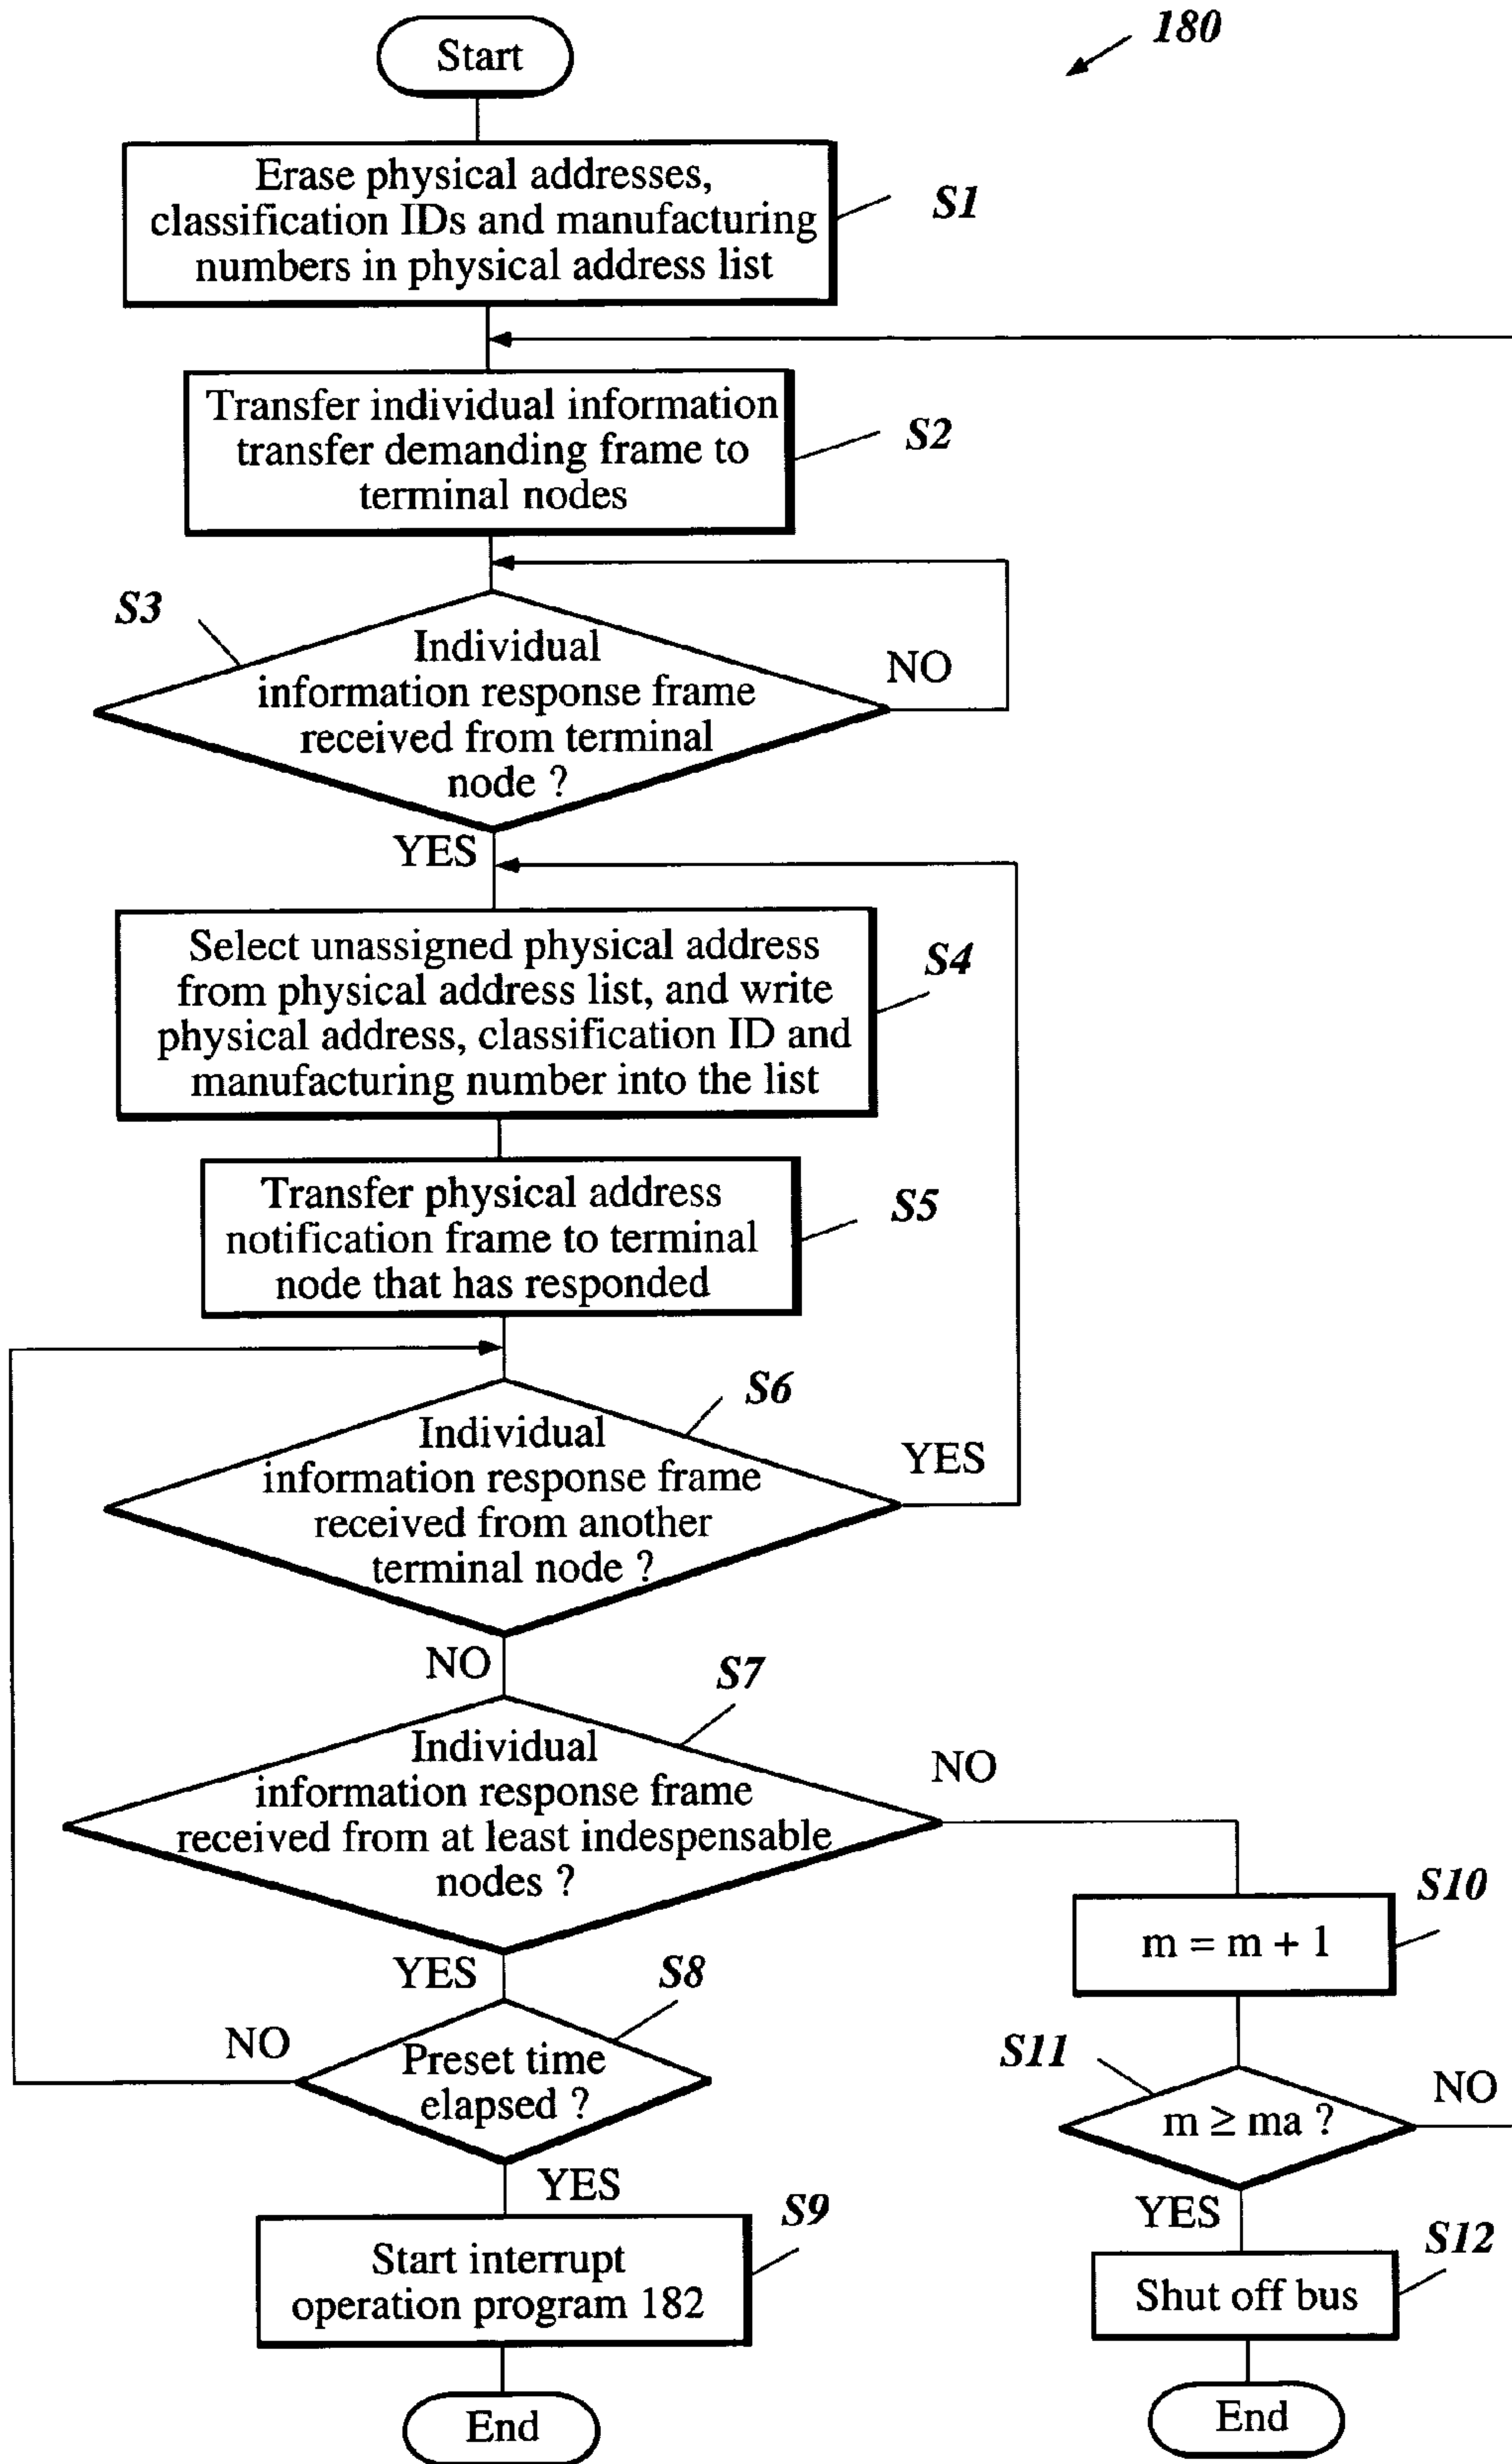 180
Start
Erase physical addresses,
classification IDs and manufacturing
numbers in physical address list
S1
Transfer individual information
transfer demanding frame to
terminal nodes
S2
S3
Individual
information response frame
received from terminal
node ?
NO
YES
Select unassigned physical address
from physical address list, and write
physical address, classification ID and
manufacturing number into the list
S4
Transfer physical address
notification frame to terminal
node that has responded
S5
S6
Individual
information response frame
received from another
terminal node ?
YES
NO
S7
Individual
information response frame
received from at least indespensable
nodes ?
NO
YES
S8
NO
Preset time
elapsed ?
YES
S9
Start interrupt
operation program 182
End
S10
m = m + 1
S11
m ≥ ma ?
NO
YES
S12
Shut off bus
End